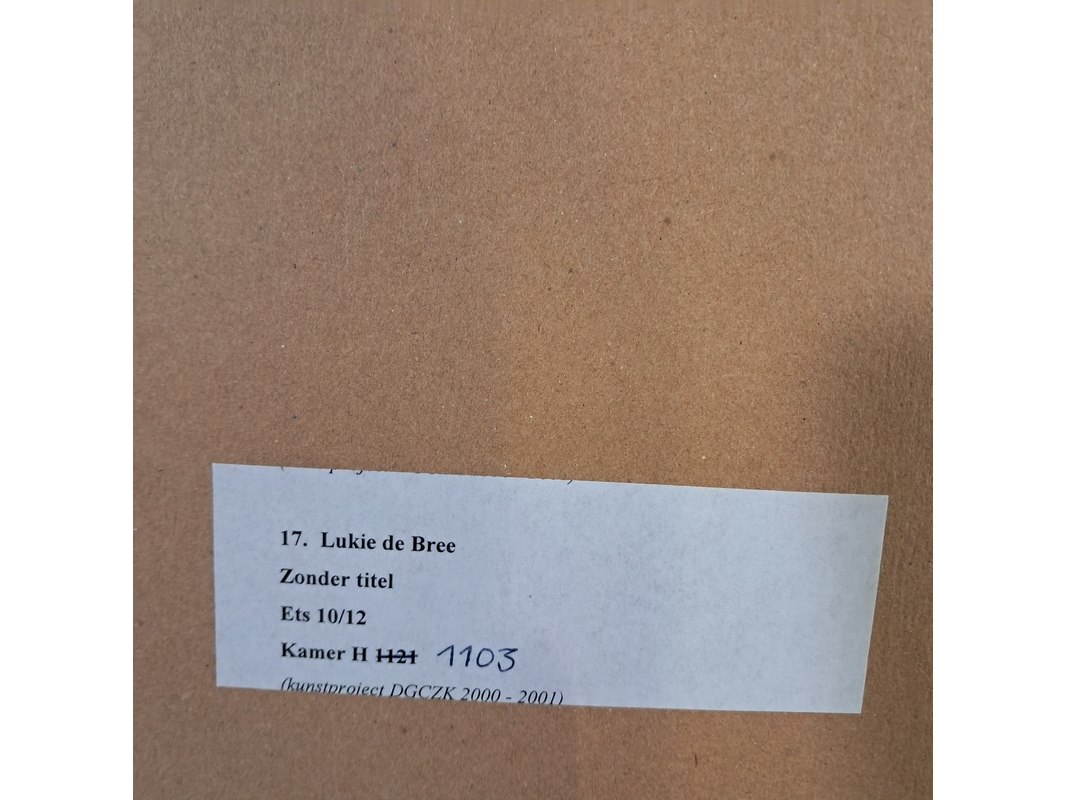 17. Lukie de Bree
Zonder titel
Ets 10/12
Kamer H 1121 1103
(kunstproject DGCZK 2000 - 2001)